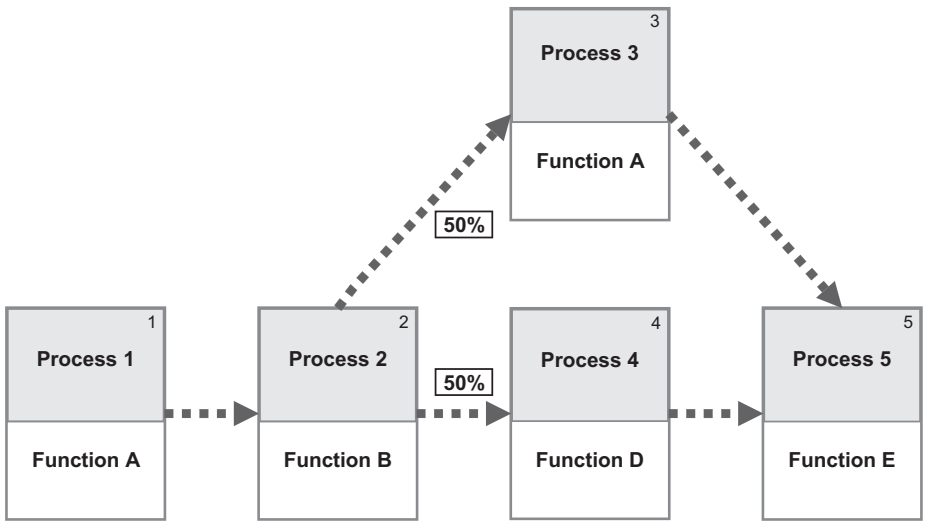 3
Process 3
Function A
50%
1
Process 1
Function A
2
Process 2
Function B
50%
4
Process 4
Function D
5
Process 5
Function E